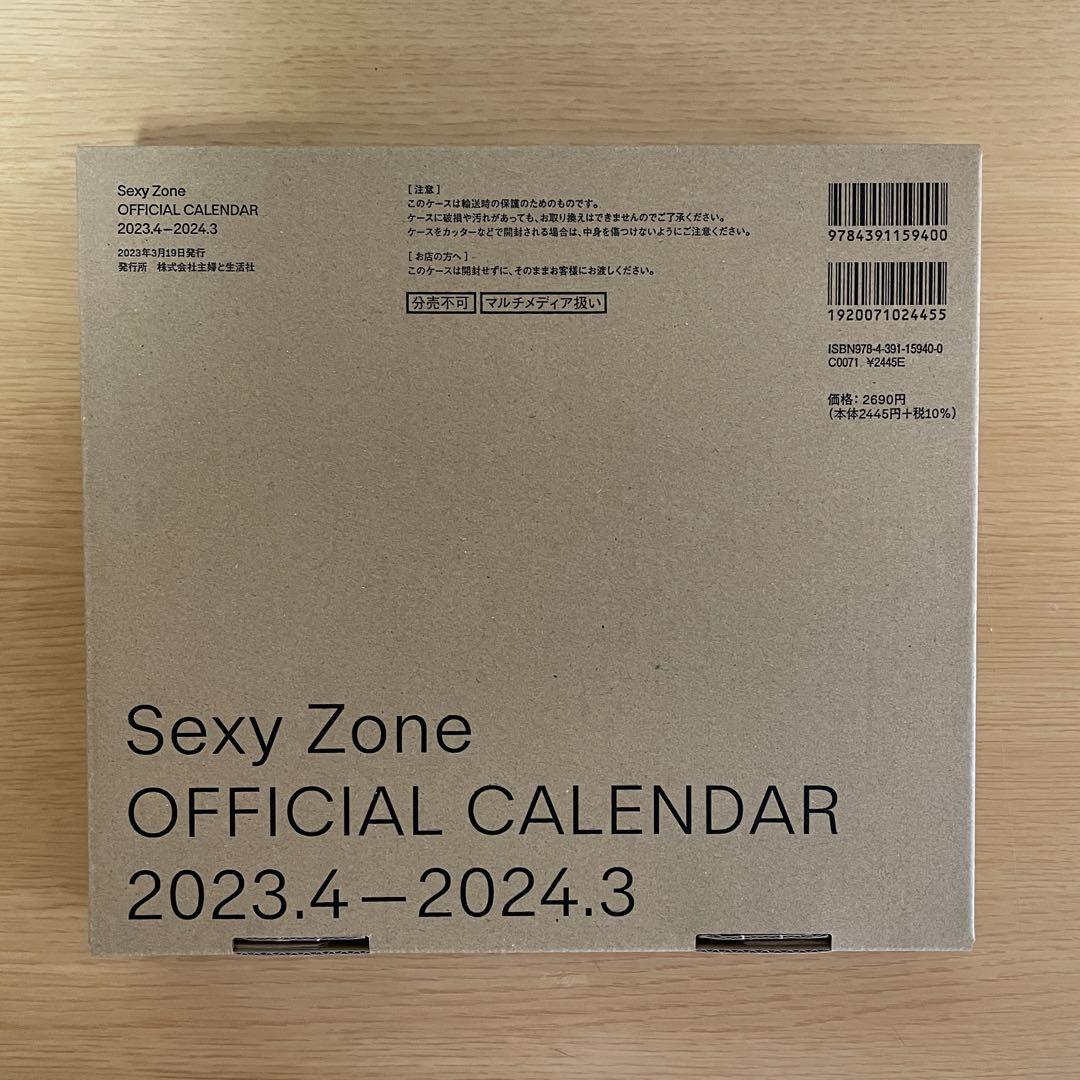 Sexy Zone
OFFICIAL CALENDAR
2023.4–2024.3
2023年3月19日発行
発行所　株式会社主婦と生活社
[ 注意 ]
このケースは輸送時の保護のためのものです。
ケースに破損や汚れがあっても、お取り換えはできませんのでご了承ください。
ケースをカッターなどで開封される場合は、中身を傷つけないようにご注意ください。
[ お店の方へ ]
このケースは開封せずに、そのままお客様にお渡しください。
分売不可 マルチメディア扱い
9784391159400
1920071024455
ISBN978-4-391-15940-0
C0071 ¥2445E
価格：2690円
（本体2445円＋税10%）
Sexy Zone
OFFICIAL CALENDAR
2023.4–2024.3